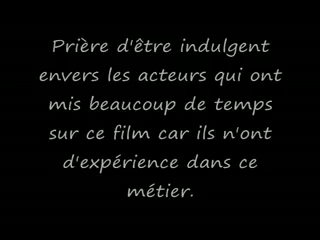 Prière d'être indulgent
envers les acteurs qui ont
mis beaucoup de temps
sur ce film car ils n'ont
d'expérience dans ce
métier.